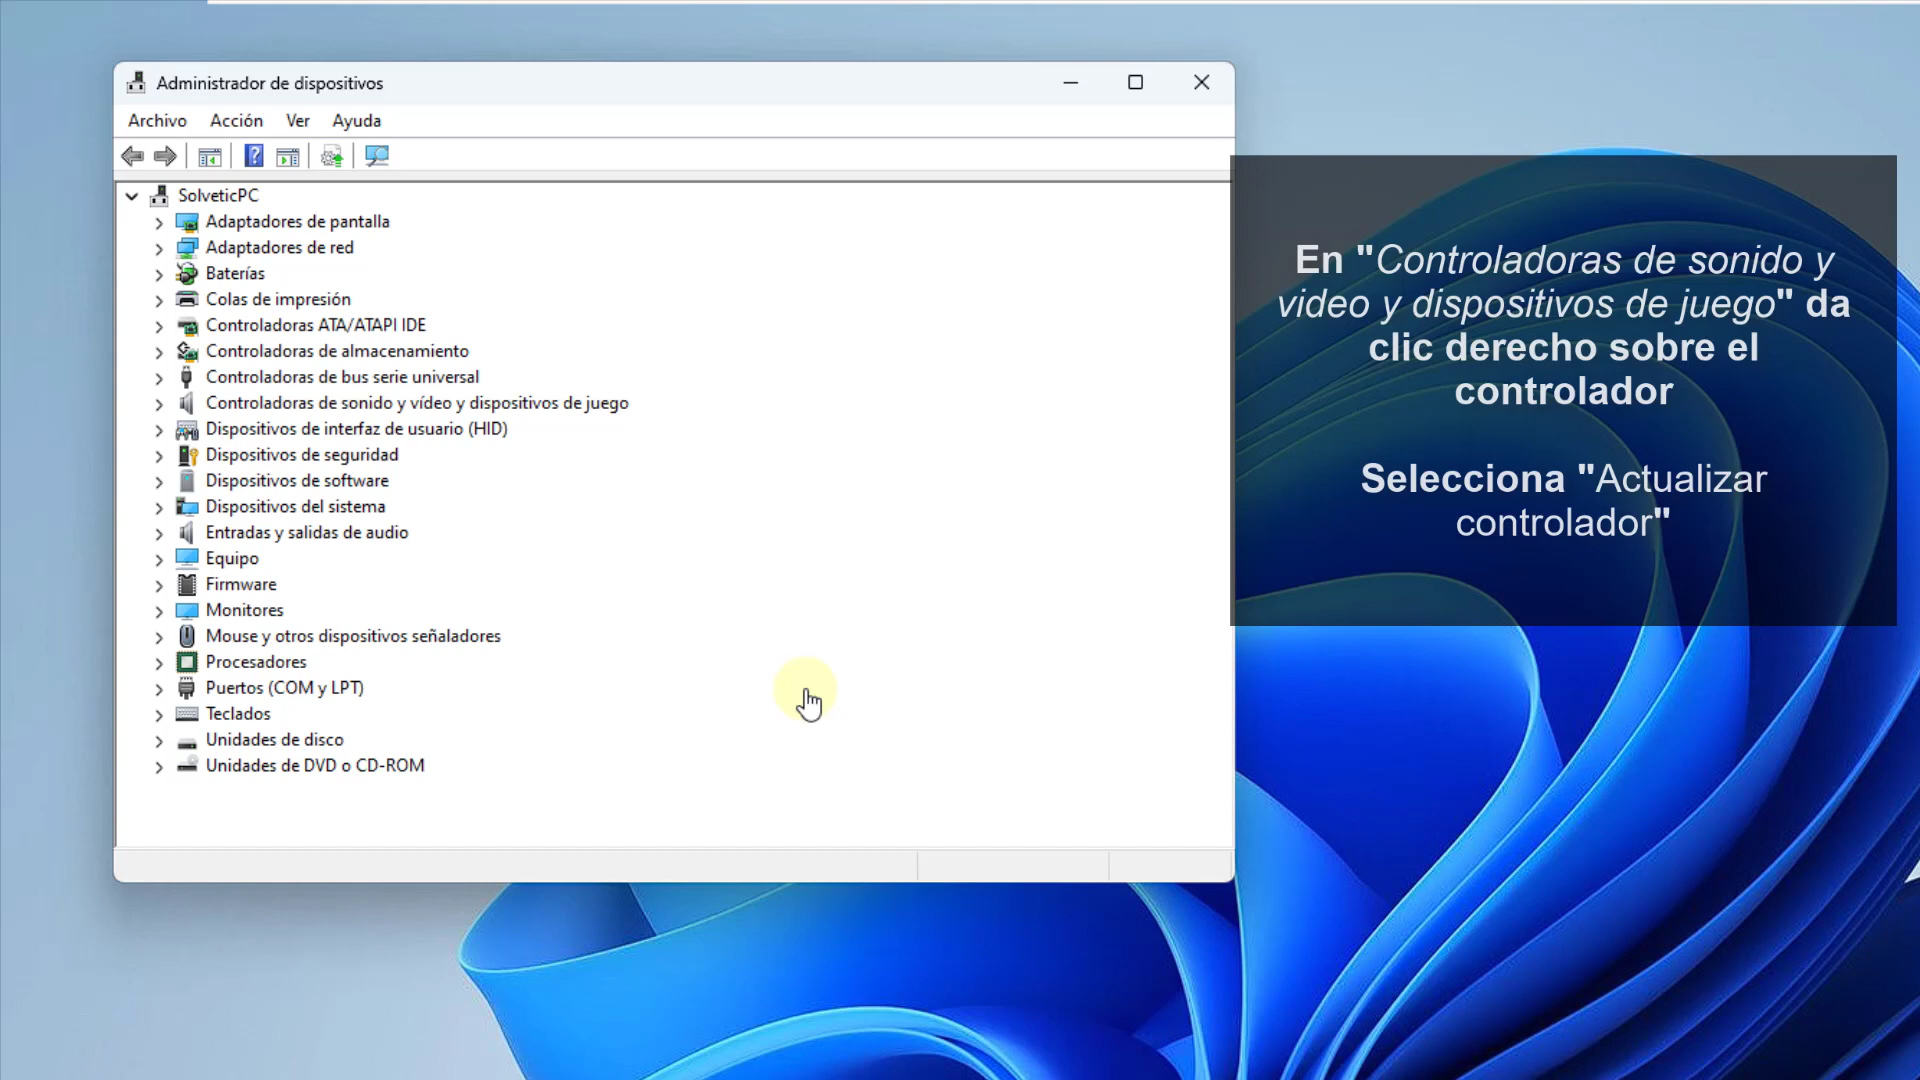 Administrador de dispositivos
Archivo Acción Ver Ayuda
SolveticPC
Adaptadores de pantalla
Adaptadores de red
Baterías
Colas de impresión
Controladoras ATA/ATAPI IDE
Controladoras de almacenamiento
Controladoras de bus serie universal
Controladoras de sonido y vídeo y dispositivos de juego
Dispositivos de interfaz de usuario (HID)
Dispositivos de seguridad
Dispositivos de software
Dispositivos del sistema
Entradas y salidas de audio
Equipo
Firmware
Monitores
Mouse y otros dispositivos señaladores
Procesadores
Puertos (COM y LPT)
Teclados
Unidades de disco
Unidades de DVD o CD-ROM
En "Controladoras de sonido y
video y dispositivos de juego" da
clic derecho sobre el
controlador
Selecciona "Actualizar
controlador"